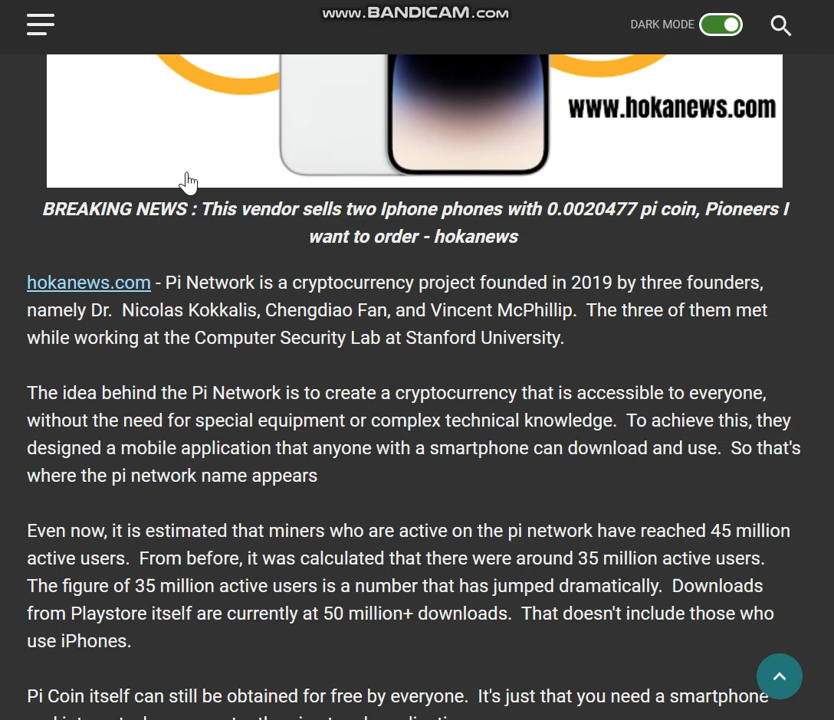 www.BANDICAM.com
DARK MODE
www.hokanews.com
BREAKING NEWS : This vendor sells two Iphone phones with 0.0020477 pi coin, Pioneers I
want to order - hokanews
hokanews.com - Pi Network is a cryptocurrency project founded in 2019 by three founders,
namely Dr.  Nicolas Kokkalis, Chengdiao Fan, and Vincent McPhillip.  The three of them met
while working at the Computer Security Lab at Stanford University.
The idea behind the Pi Network is to create a cryptocurrency that is accessible to everyone,
without the need for special equipment or complex technical knowledge.  To achieve this, they
designed a mobile application that anyone with a smartphone can download and use.  So that's
where the pi network name appears
Even now, it is estimated that miners who are active on the pi network have reached 45 million
active users.  From before, it was calculated that there were around 35 million active users.
The figure of 35 million active users is a number that has jumped dramatically.  Downloads
from Playstore itself are currently at 50 million+ downloads.  That doesn't include those who
use iPhones.
Pi Coin itself can still be obtained for free by everyone.  It's just that you need a smartphone